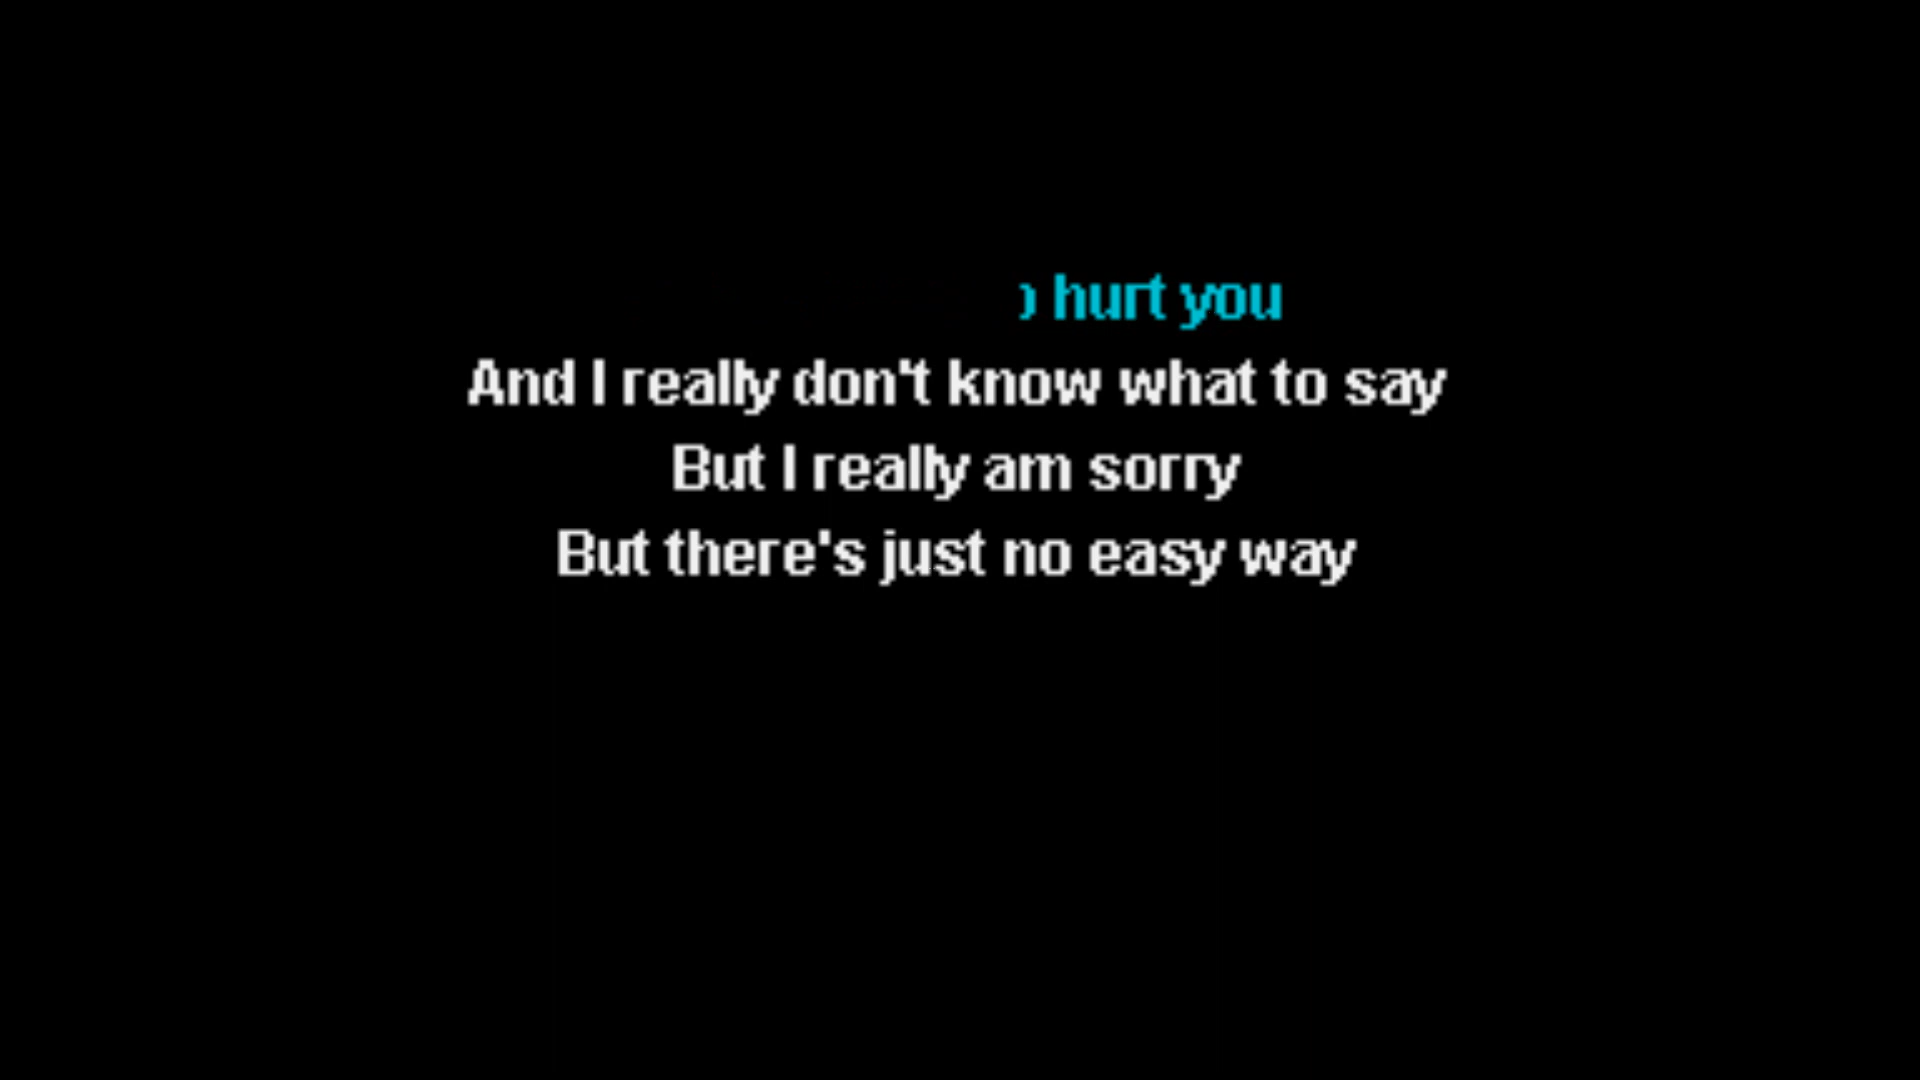 hurt you
And I really don't know what to say
But I really am sorry
But there's just no easy way